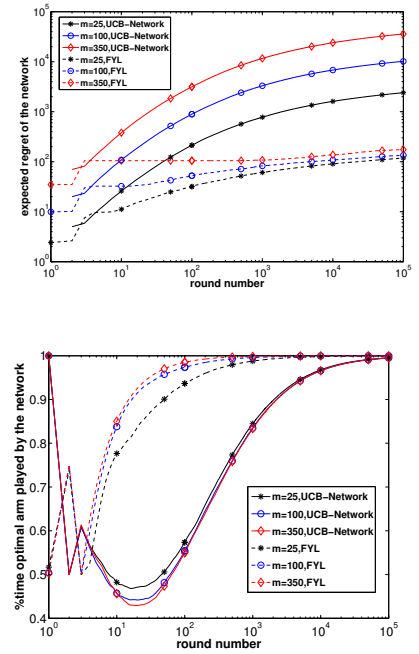 expected regret of the network
10^5
10^4
10^3
10^2
10^1
10^0
m=25,UCB−Network
m=100,UCB−Network
m=350,UCB−Network
m=25,FYL
m=100,FYL
m=350,FYL
10^0 10^1 10^2 10^3 10^4 10^5
round number
%time optimal arm played by the network
1
0.9
0.8
0.7
0.6
0.5
0.4
m=25,UCB−Network
m=100,UCB−Network
m=350,UCB−Network
m=25,FYL
m=100,FYL
m=350,FYL
10^0 10^1 10^2 10^3 10^4 10^5
round number